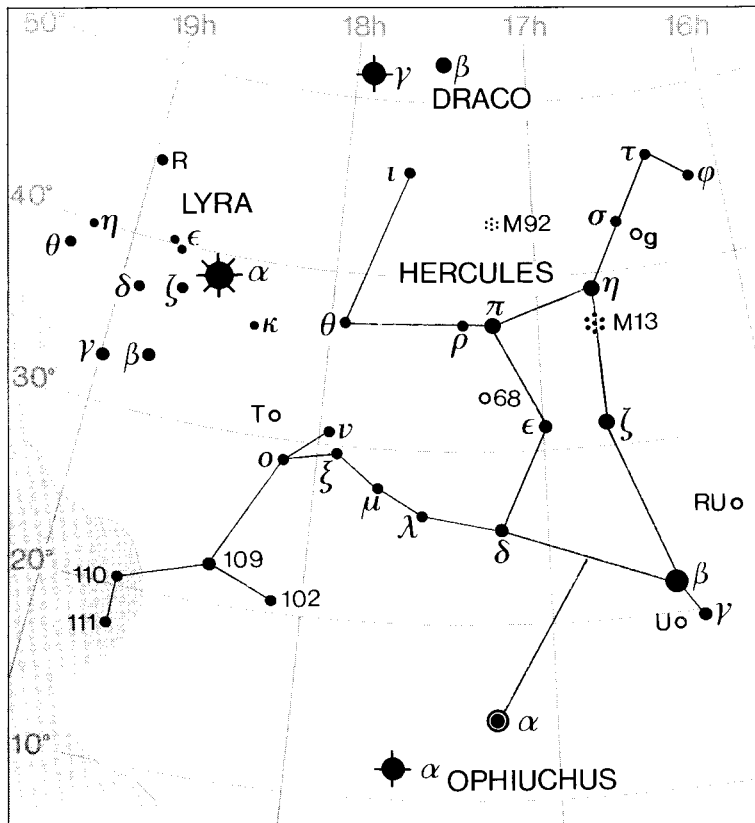 50° 19h 18h 17h 16h
γ β
DRACO
R
ι
τ
φ
40°
LYRA
η
θ
ε
M92
σ
g
HERCULES
δ ζ α
η
κ
θ
ρ
π
M13
γ β
30°
T
ν
68
ε
ζ
ο
ξ
μ
λ
δ
RU
20°
110
109
102
β
111
U
γ
α
10°
α OPHIUCHUS